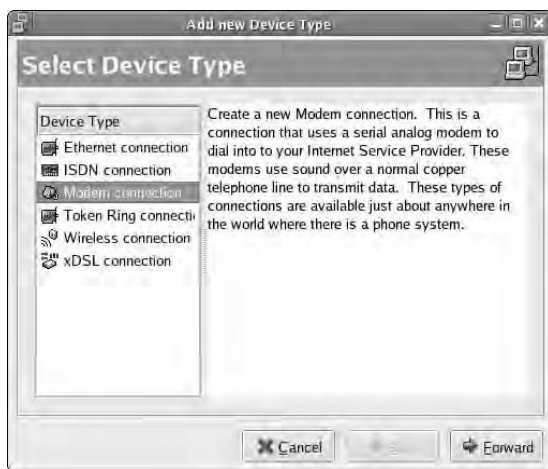 Add new Device Type
Select Device Type
Device Type
Ethernet connection
ISDN connection
Modem connection
Token Ring connecti
Wireless connection
xDSL connection
Create a new Modem connection. This is a
connection that uses a serial analog modem to
dial into to your Internet Service Provider. These
modems use sound over a normal copper
telephone line to transmit data. These types of
connections are available just about anywhere in
the world where there is a phone system.
Cancel
Forward